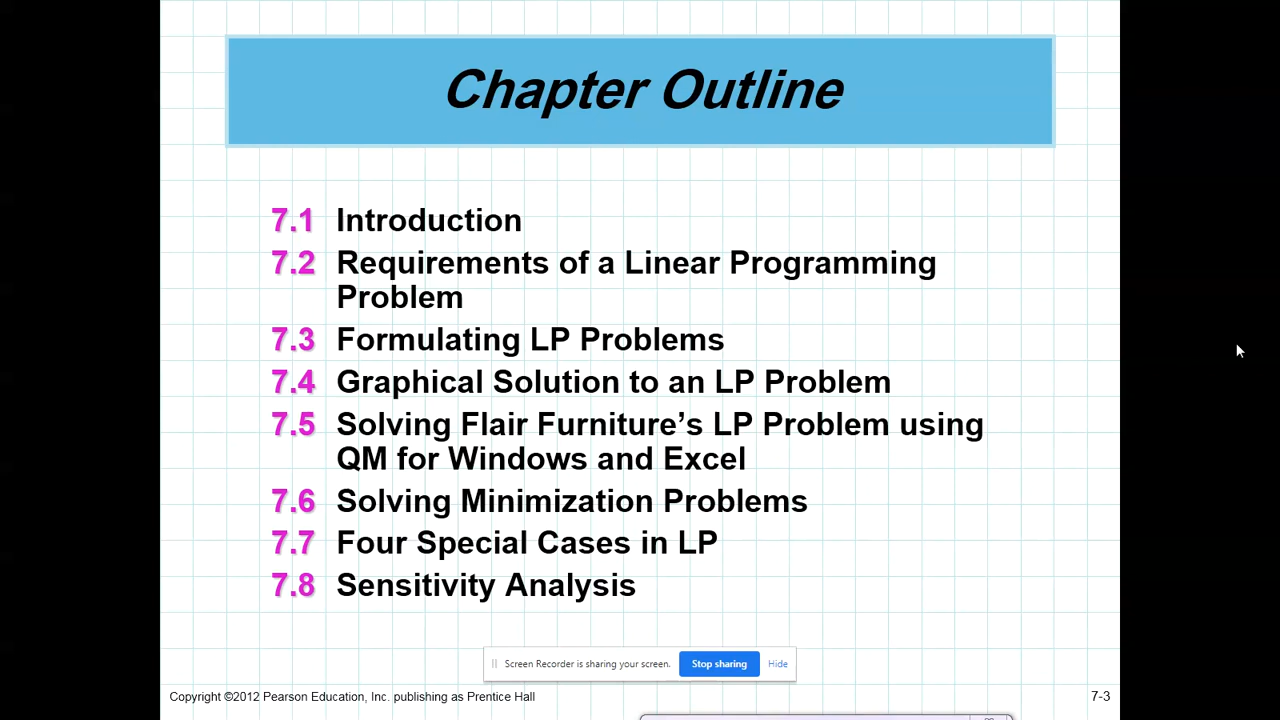 Chapter Outline
7.1 Introduction
7.2 Requirements of a Linear Programming
Problem
7.3 Formulating LP Problems
7.4 Graphical Solution to an LP Problem
7.5 Solving Flair Furniture’s LP Problem using
QM for Windows and Excel
7.6 Solving Minimization Problems
7.7 Four Special Cases in LP
7.8 Sensitivity Analysis
Screen Recorder is sharing your screen. Stop sharing Hide
Copyright ©2012 Pearson Education, Inc. publishing as Prentice Hall 7-3